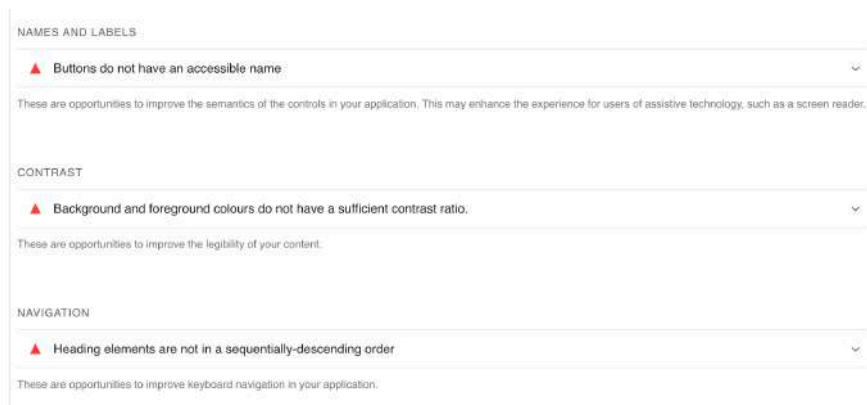 NAMES AND LABELS
Buttons do not have an accessible name
These are opportunities to improve the semantics of the controls in your application. This may enhance the experience for users of assistive technology, such as a screen reader.
CONTRAST
Background and foreground colours do not have a sufficient contrast ratio.
These are opportunities to improve the legibility of your content.
NAVIGATION
Heading elements are not in a sequentially-descending order
These are opportunities to improve keyboard navigation in your application.